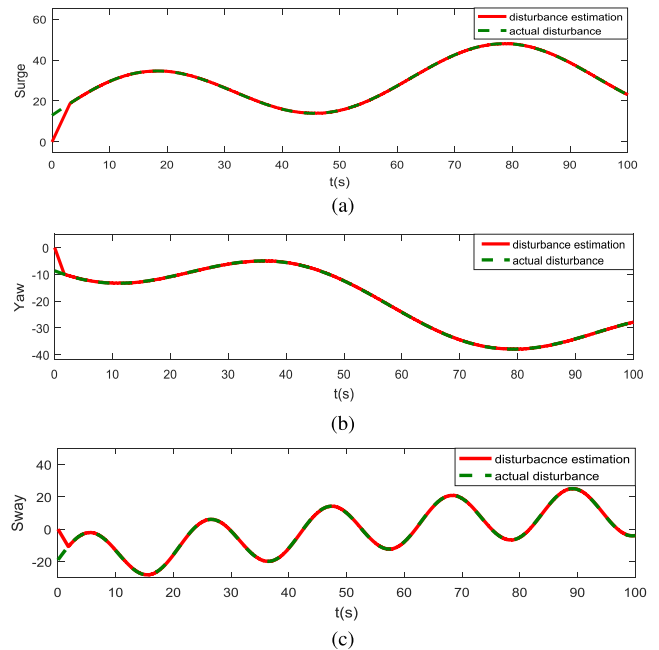 60
40
20
0
Surge
disturbance estimation
actual disturbance
0 10 20 30 40 50 60 70 80 90 100
t(s)
(a)
0
-10
-20
-30
-40
Yaw
disturbance estimation
actual disturbance
0 10 20 30 40 50 60 70 80 90 100
t(s)
(b)
40
20
0
-20
Sway
disturbacnce estimation
actual disturbance
0 10 20 30 40 50 60 70 80 90 100
t(s)
(c)